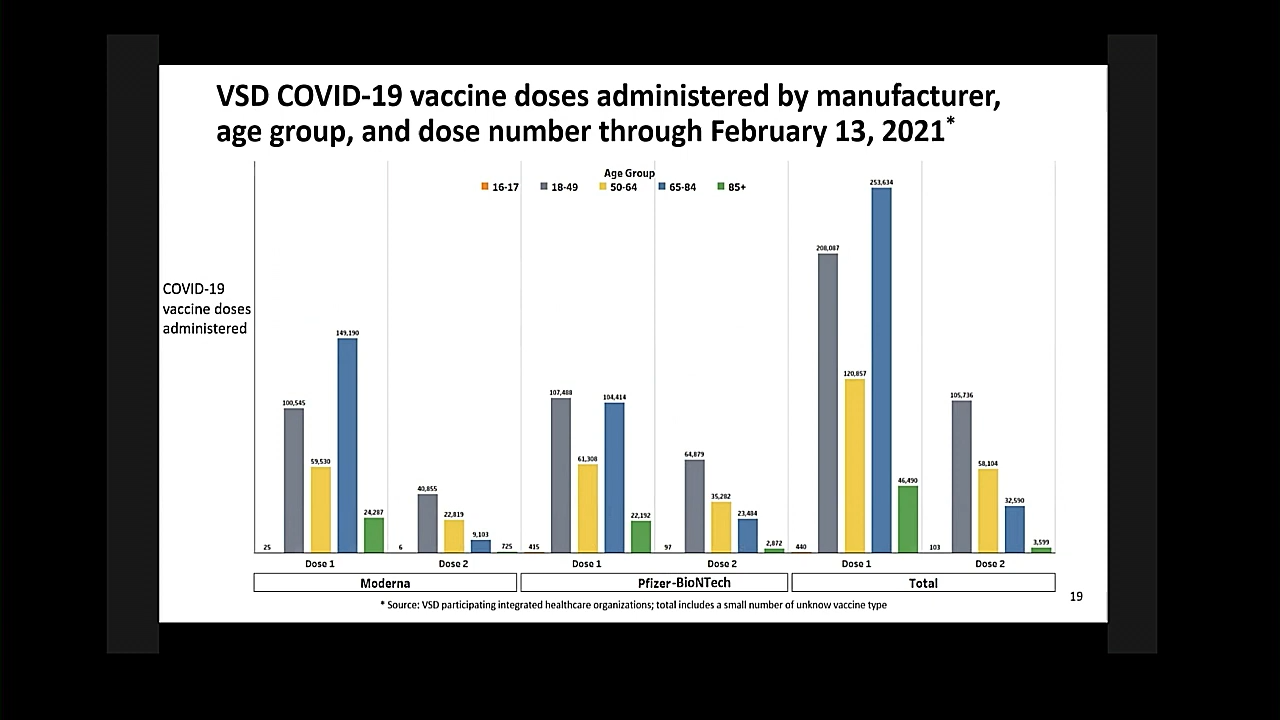 VSD COVID-19 vaccine doses administered by manufacturer,
age group, and dose number through February 13, 2021*
Age Group
16-17 18-49 50-64 65-84 85+
COVID-19
vaccine doses
administered
25 100,545 59,530 149,190 24,287
6 40,855 22,819 9,103 725
415 107,488 61,308 104,414 22,192
97 64,879 35,282 23,484 2,872
440 208,087 120,857 253,634 46,490
103 105,736 58,104 32,590 3,599
Dose 1 Dose 2 Dose 1 Dose 2 Dose 1 Dose 2
Moderna Pfizer-BioNTech Total
19
* Source: VSD participating integrated healthcare organizations; total includes a small number of unknow vaccine type